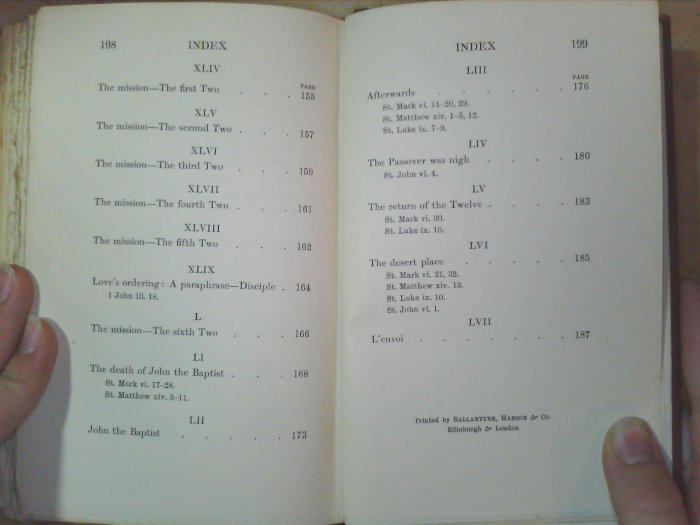 198 INDEX
XLIV
PAGE
The mission—The first Two . . . 155
XLV
The mission—The second Two . . . 157
XLVI
The mission—The third Two . . . 159
XLVII
The mission—The fourth Two . . . 161
XLVIII
The mission—The fifth Two . . . 162
XLIX
Love's ordering: A paraphrase—Disciple . 164
1 John iii. 18.
L
The mission—The sixth Two . . . 166
LI
The death of John the Baptist . . . 168
St. Mark vi. 17-28.
St. Matthew xiv. 3-11.
LII
John the Baptist . . . . 173
INDEX 199
LIII
PAGE
Afterwards . . . . . 176
St. Mark vi. 14-20, 29.
St. Matthew xiv. 1-5, 12.
St. Luke ix. 7-9.
LIV
The Passover was nigh . . . . 180
St. John vi. 4.
LV
The return of the Twelve . . . . 183
St. Mark vi. 30.
St. Luke ix. 10.
LVI
The desert place . . . . . 185
St. Mark vi. 21, 32.
St. Matthew xiv. 13.
St. Luke ix. 10.
St. John vi. 1.
LVII
L'envoi . . . . . . 187
Printed by BALLANTYNE, HANSON & Co.
Edinburgh & London